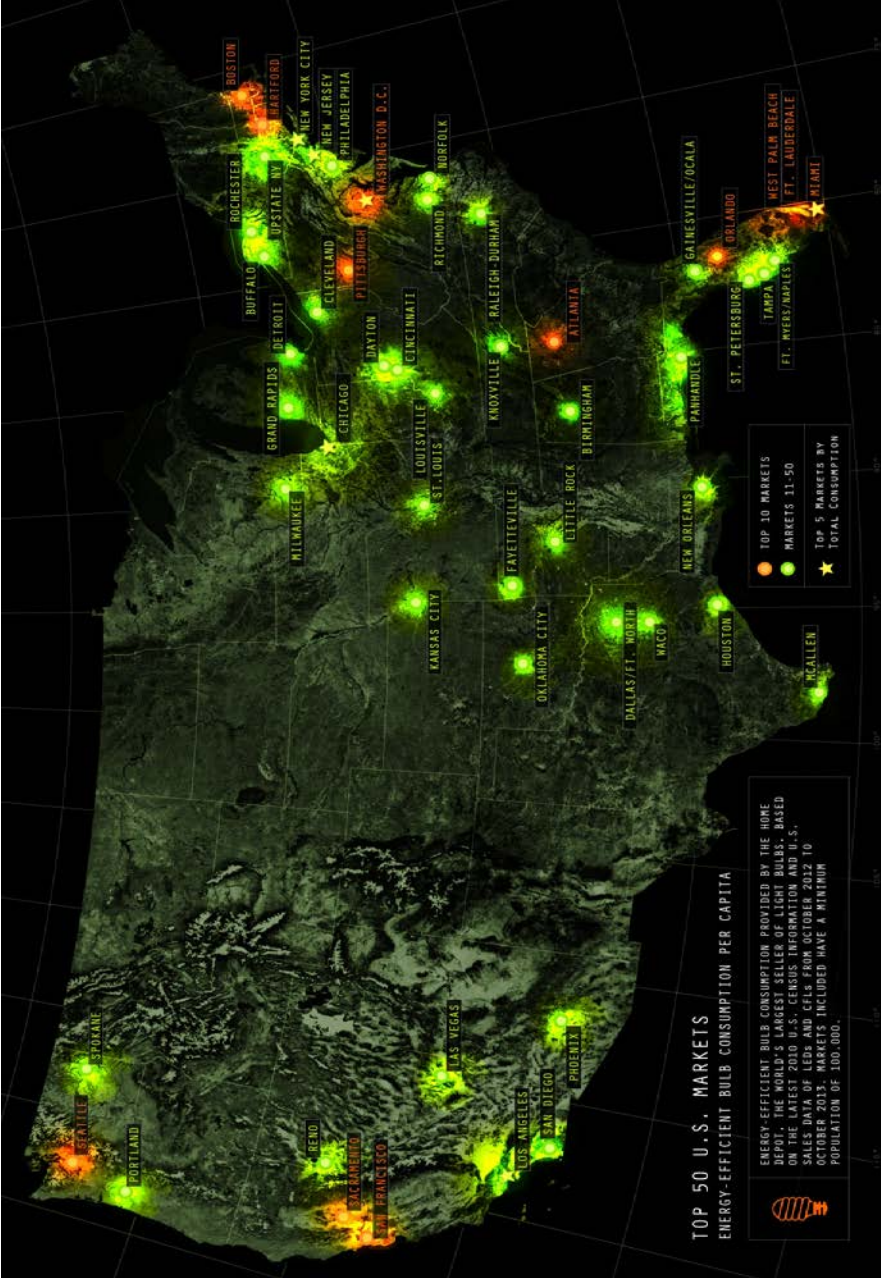 SEATTLE
SPOKANE
PORTLAND
RENO
SACRAMENTO
SAN FRANCISCO
LAS VEGAS
LOS ANGELES
SAN DIEGO
PHOENIX
KANSAS CITY
OKLAHOMA CITY
FAYETTEVILLE
LITTLE ROCK
DALLAS/FT. WORTH
WACO
HOUSTON
MCALLEN
NEW ORLEANS
MILWAUKEE
CHICAGO
GRAND RAPIDS
DETROIT
ST.LOUIS
LOUISVILLE
DAYTON
CINCINNATI
CLEVELAND
PITTSBURGH
BUFFALO
ROCHESTER
UPSTATE NY
BOSTON
HARTFORD
NEW YORK CITY
NEW JERSEY
PHILADELPHIA
WASHINGTON D.C.
NORFOLK
RICHMOND
RALEIGH-DURHAM
KNOXVILLE
ATLANTA
BIRMINGHAM
PANHANDLE
GAINESVILLE/OCALA
ORLANDO
ST. PETERSBURG
TAMPA
FT. MYERS/NAPLES
WEST PALM BEACH
FT. LAUDERDALE
MIAMI
TOP 50 U.S. MARKETS
ENERGY-EFFICIENT BULB CONSUMPTION PER CAPITA
ENERGY-EFFICIENT BULB CONSUMPTION PROVIDED BY THE HOME
DEPOT, THE WORLD'S LARGEST SELLER OF LIGHT BULBS, BASED
ON THE LATEST 2010 U.S. CENSUS INFORMATION AND U.S.
SALES DATA OF LEDs AND CFLs FROM OCTOBER 2012 TO
OCTOBER 2013. MARKETS INCLUDED HAVE A MINIMUM
POPULATION OF 100,000.
TOP 10 MARKETS
MARKETS 11-50
TOP 5 MARKETS BY
TOTAL CONSUMPTION